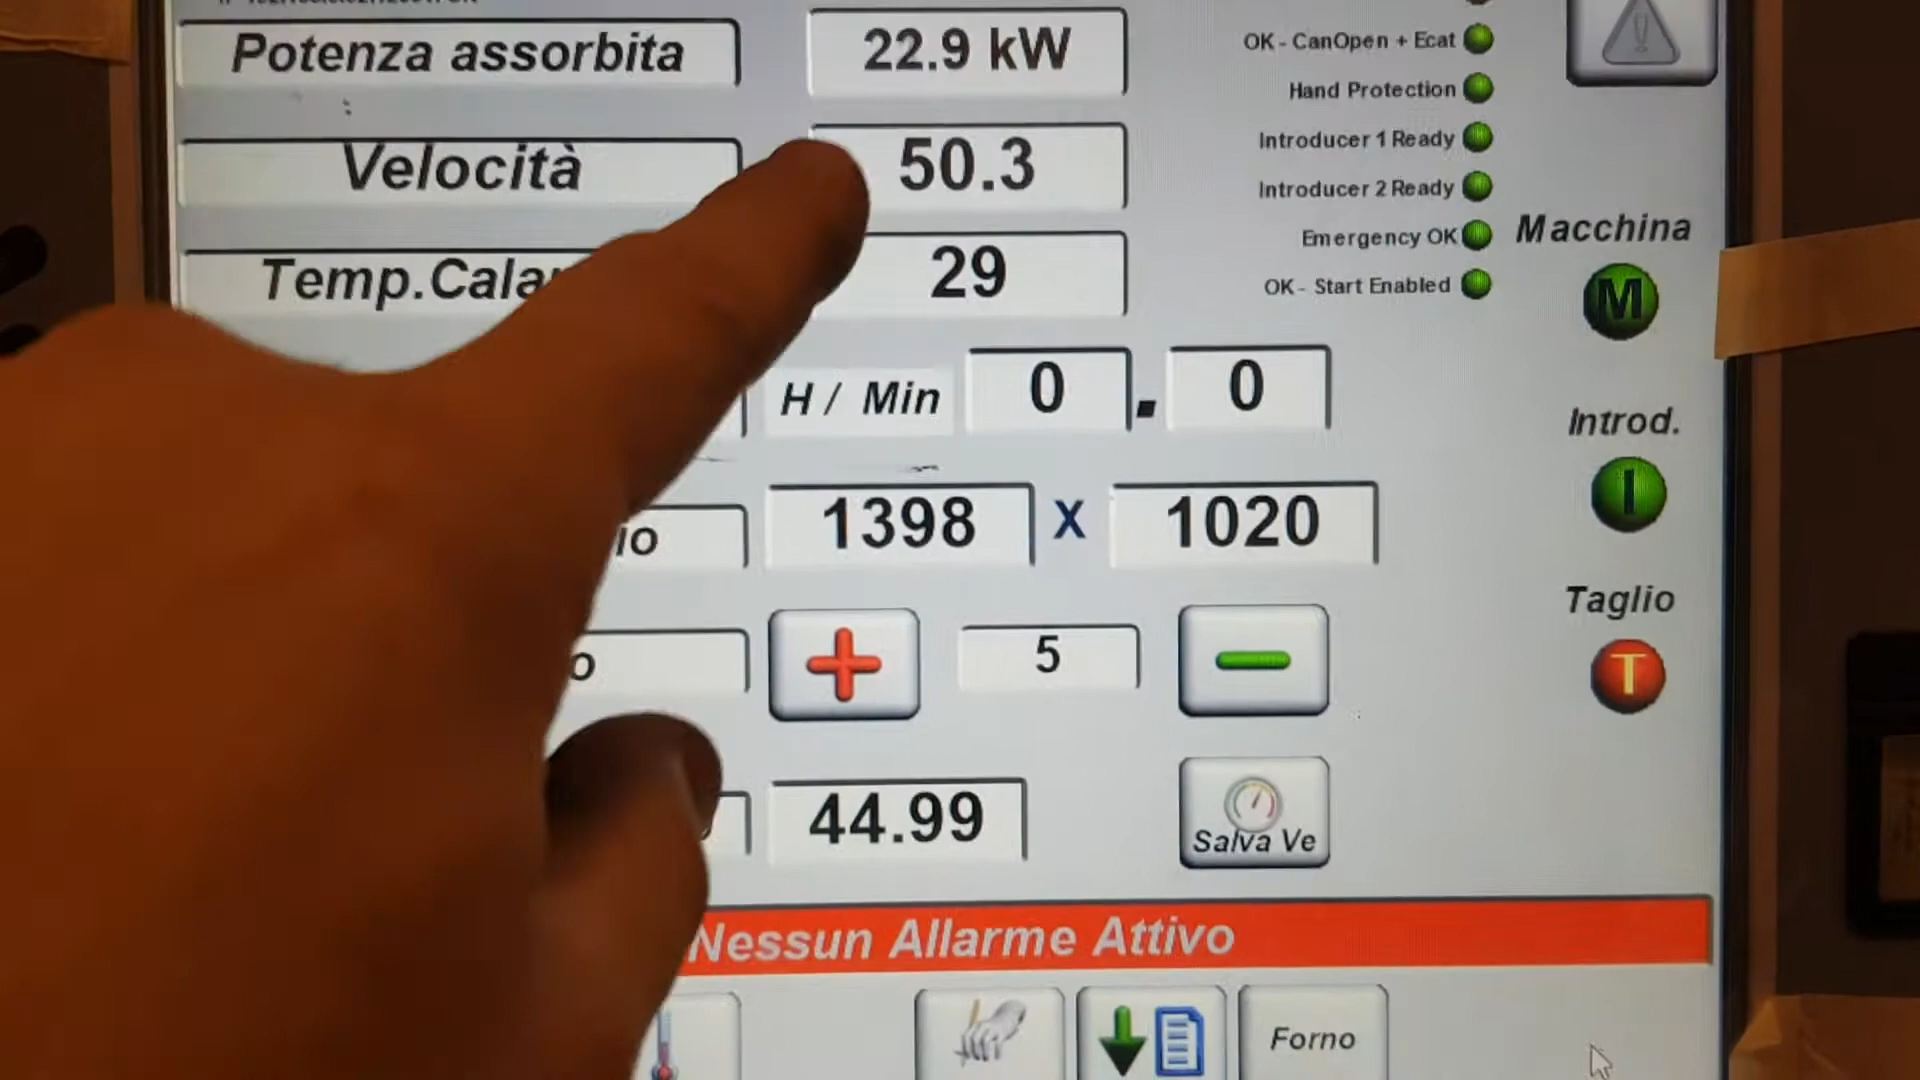 Potenza assorbita
22.9 kW
OK - CanOpen + Ecat
Hand Protection
Velocità
50.3
Introducer 1 Ready
Introducer 2 Ready
Emergency OK
Macchina
Temp.Cala
29
OK - Start Enabled
M
H / Min
0
.
0
Introd.
I
io
1398
X
1020
Taglio
o
+
5
-
T
44.99
Salva Ve
Nessun Allarme Attivo
Forno